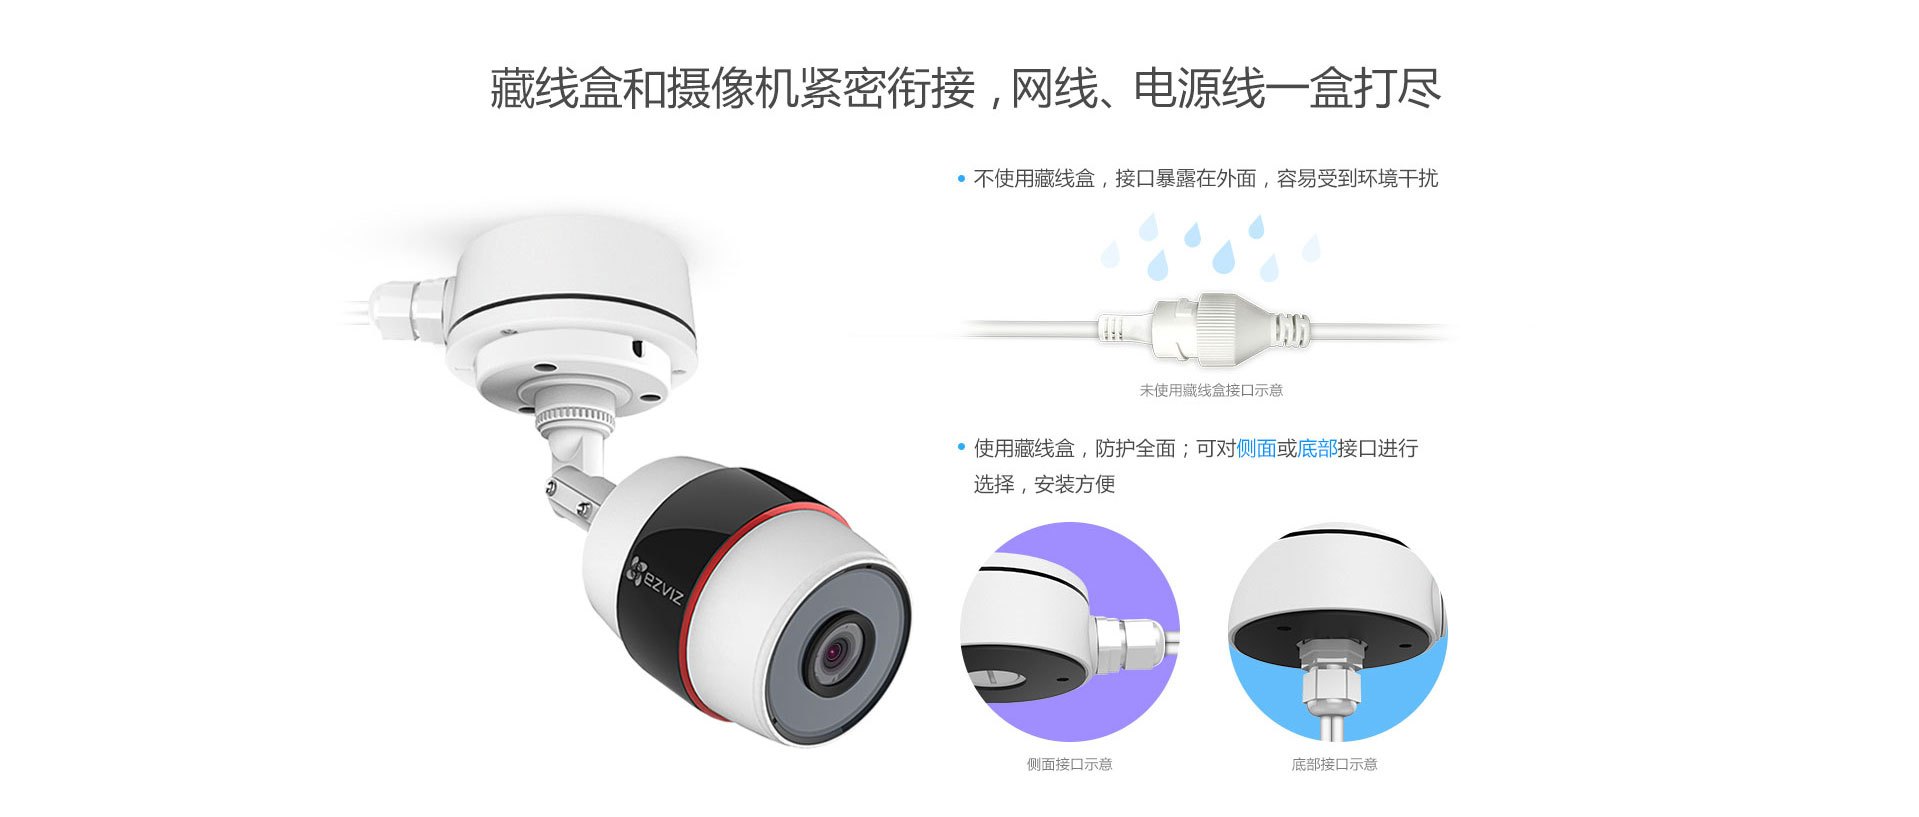 藏线盒和摄像机紧密衔接，网线、电源线一盒打尽
不使用藏线盒，接口暴露在外面，容易受到环境干扰
未使用藏线盒接口示意
使用藏线盒，防护全面；可对侧面或底部接口进行
选择，安装方便
ezviz
侧面接口示意
底部接口示意